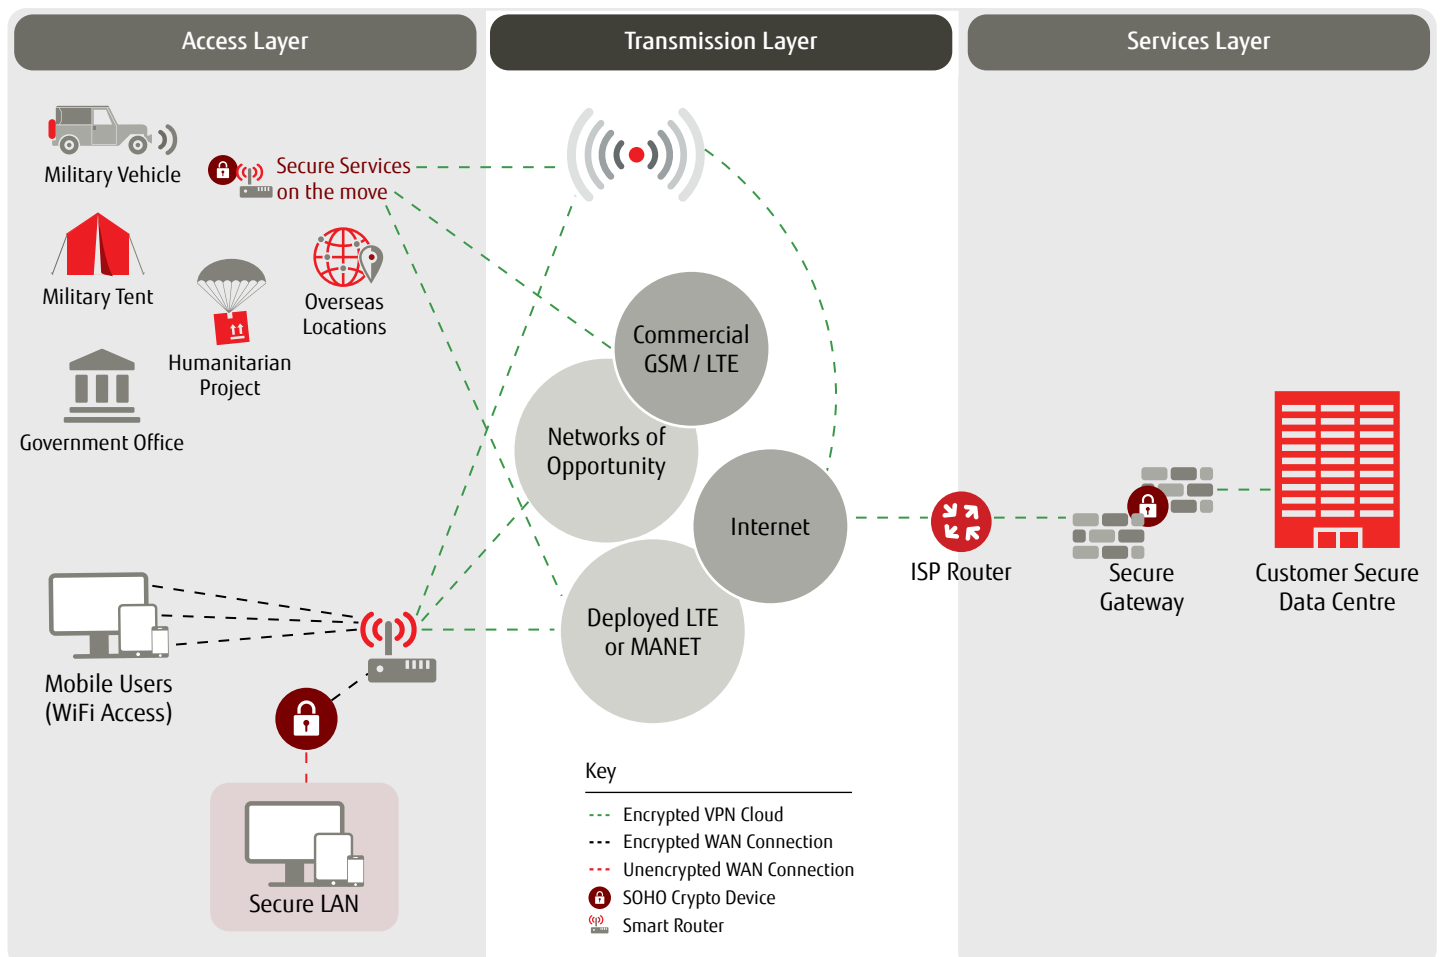 Access Layer
Transmission Layer
Services Layer
Military Vehicle
Secure Services
on the move
Military Tent
Overseas
Locations
Humanitarian
Project
Government Office
Commercial
GSM / LTE
Networks of
Opportunity
Internet
Deployed LTE
or MANET
ISP Router
Secure
Gateway
Customer Secure
Data Centre
Mobile Users
(WiFi Access)
Secure LAN
Key
Encrypted VPN Cloud
Encrypted WAN Connection
Unencrypted WAN Connection
SOHO Crypto Device
Smart Router